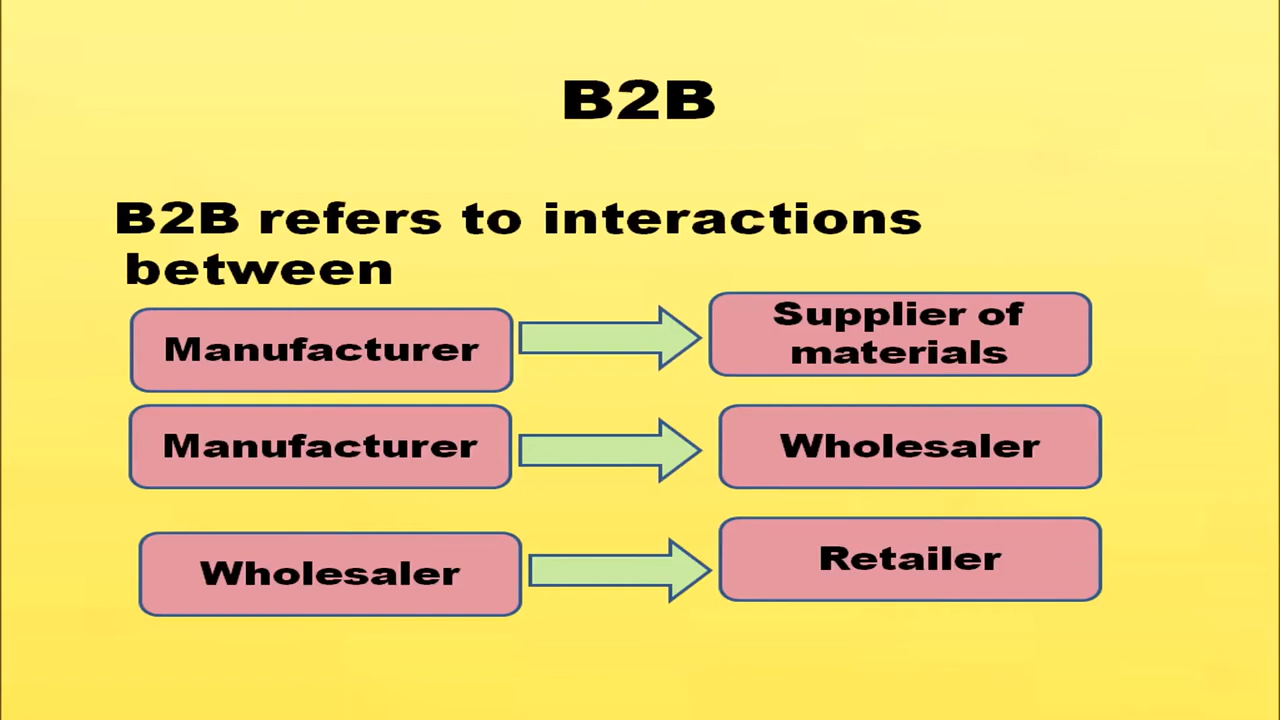 B2B
B2B refers to interactions
between
Manufacturer
Supplier of
materials
Manufacturer
Wholesaler
Wholesaler
Retailer